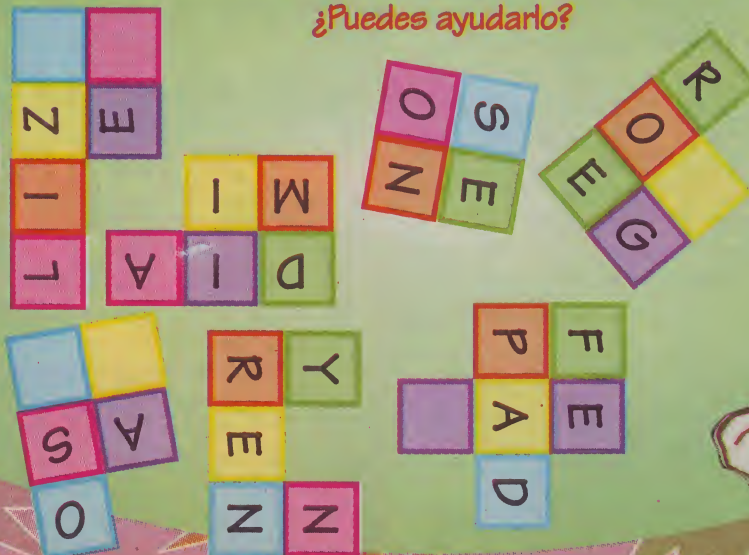 ¿Puedes ayudarlo?
N E
I
L
I M
A I D
O S
N E
R
O
E
G
S A
O
R Y
E
N N
P F
A E
D